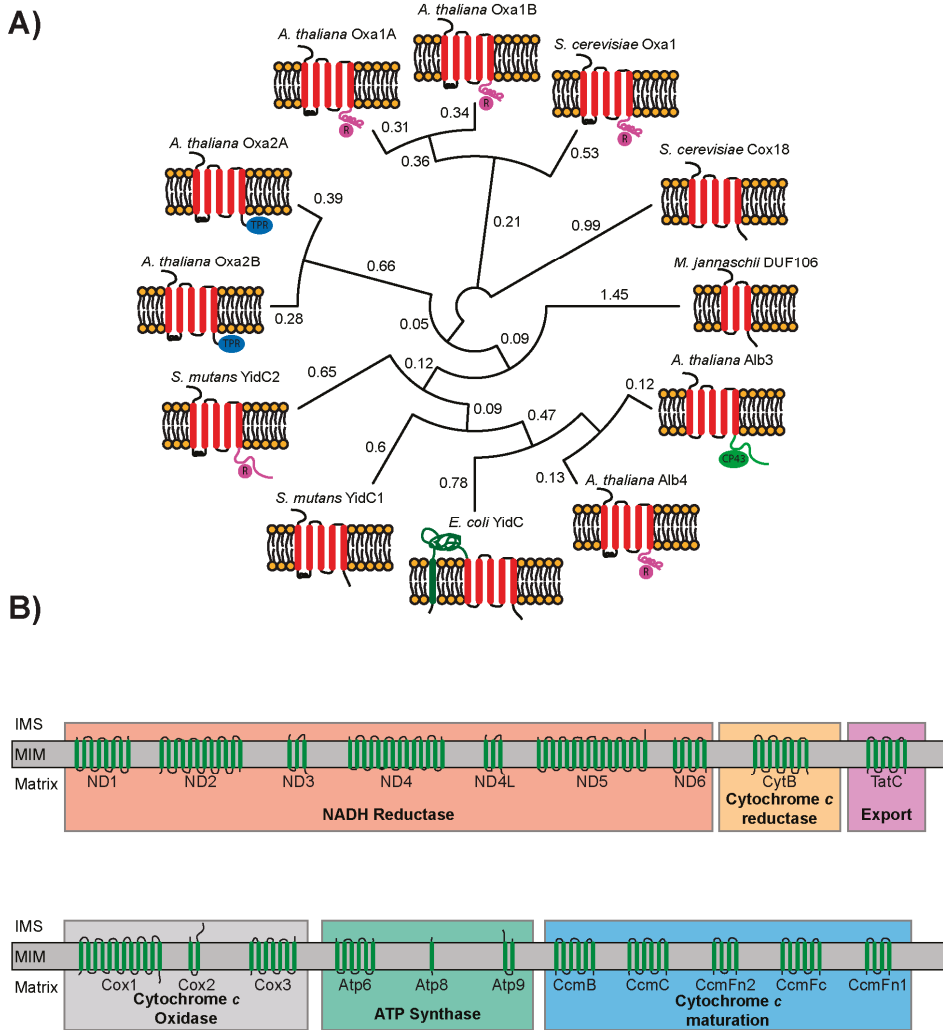 A)
A. thaliana Oxa1A
A. thaliana Oxa1B
S. cerevisiae Oxa1
R
R
R
0.31
0.34
0.36
0.53
A. thaliana Oxa2A
S. cerevisiae Cox18
TPR
0.39
0.21
0.99
A. thaliana Oxa2B
M. jannaschii DUF106
0.66
1.45
TPR
0.28
0.05
0.09
A. thaliana Alb3
S. mutans YidC2
0.65
0.12
0.12
R
0.09
0.47
CP43
0.6
0.78
0.13
A. thaliana Alb4
S. mutans YidC1
E. coli YidC
R
B)
IMS
MIM
Matrix
ND1
ND2
ND3
ND4
ND4L
ND5
ND6
CytB
TatC
NADH Reductase
Cytochrome c
reductase
Export
IMS
MIM
Matrix
Cox1
Cox2
Cox3
Atp6
Atp8
Atp9
CcmB
CcmC
CcmFn2
CcmFc
CcmFn1
Cytochrome c
Oxidase
ATP Synthase
Cytochrome c
maturation